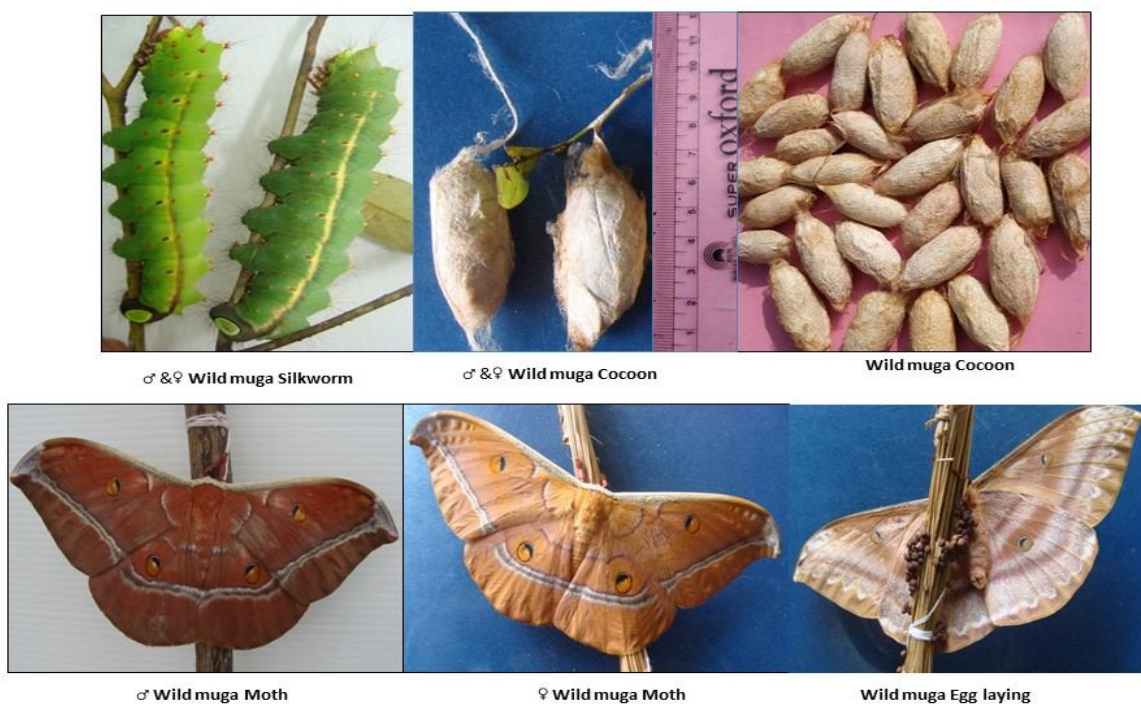 SUPER oxford
♂ &♀ Wild muga Silkworm
♂ &♀ Wild muga Cocoon
Wild muga Cocoon
♂ Wild muga Moth
♀ Wild muga Moth
Wild muga Egg laying